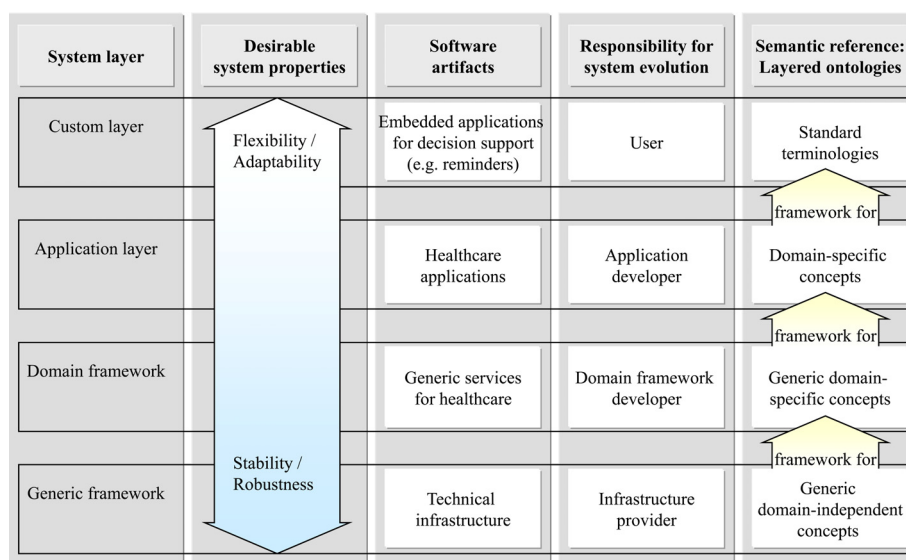 System layer
Desirable
system properties
Software
artifacts
Responsibility for
system evolution
Semantic reference:
Layered ontologies
Custom layer
Flexibility /
Adaptability
Embedded applications
for decision support
(e.g. reminders)
User
Standard
terminologies
framework for
Application layer
Healthcare
applications
Application
developer
Domain-specific
concepts
framework for
Domain framework
Generic services
for healthcare
Domain framework
developer
Generic domain-
specific concepts
framework for
Generic framework
Stability /
Robustness
Technical
infrastructure
Infrastructure
provider
Generic
domain-independent
concepts